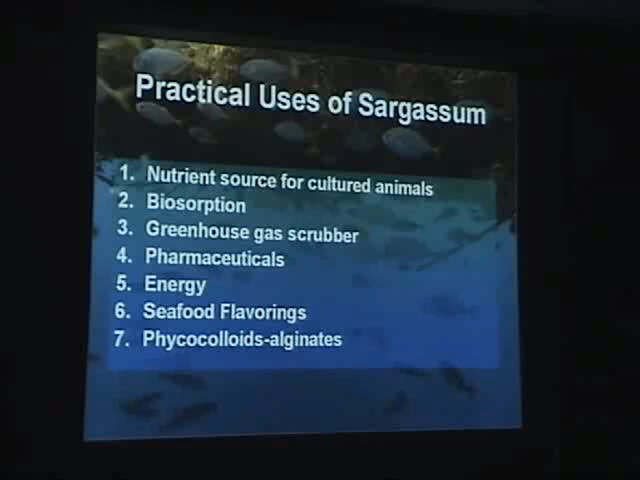 Practical Uses of Sargassum
1. Nutrient source for cultured animals
2. Biosorption
3. Greenhouse gas scrubber
4. Pharmaceuticals
5. Energy
6. Seafood Flavorings
7. Phycocolloids-alginates